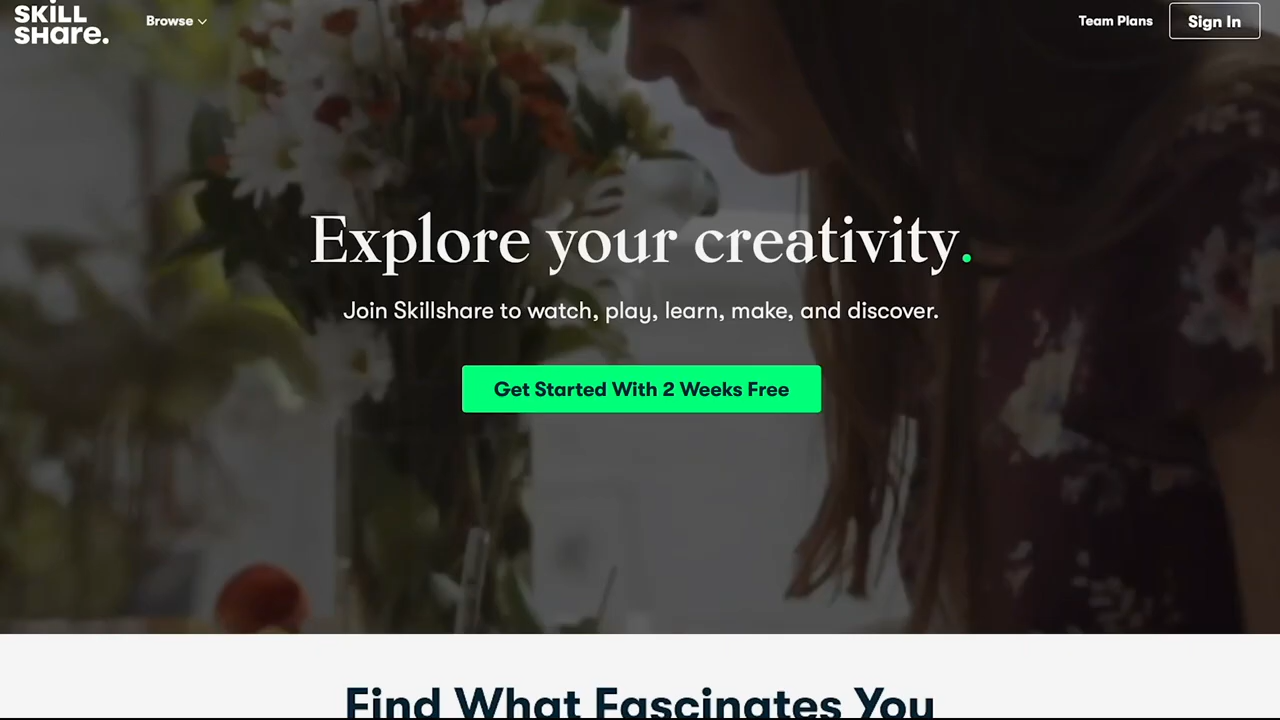 SKILL
SHare.
Browse
Team Plans
Sign In
Explore your creativity.
Join Skillshare to watch, play, learn, make, and discover.
Get Started With 2 Weeks Free
Find What Fascinates You